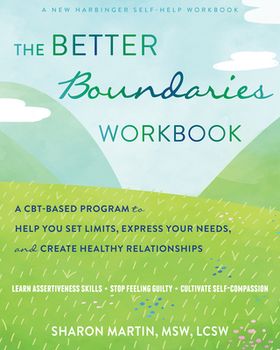 A NEW HARBINGER SELF-HELP WORKBOOK
THE BETTER
Boundaries
WORKBOOK
A CBT-BASED PROGRAM to
HELP YOU SET LIMITS, EXPRESS YOUR NEEDS,
and CREATE HEALTHY RELATIONSHIPS
LEARN ASSERTIVENESS SKILLS • STOP FEELING GUILTY • CULTIVATE SELF-COMPASSION
SHARON MARTIN, MSW, LCSW